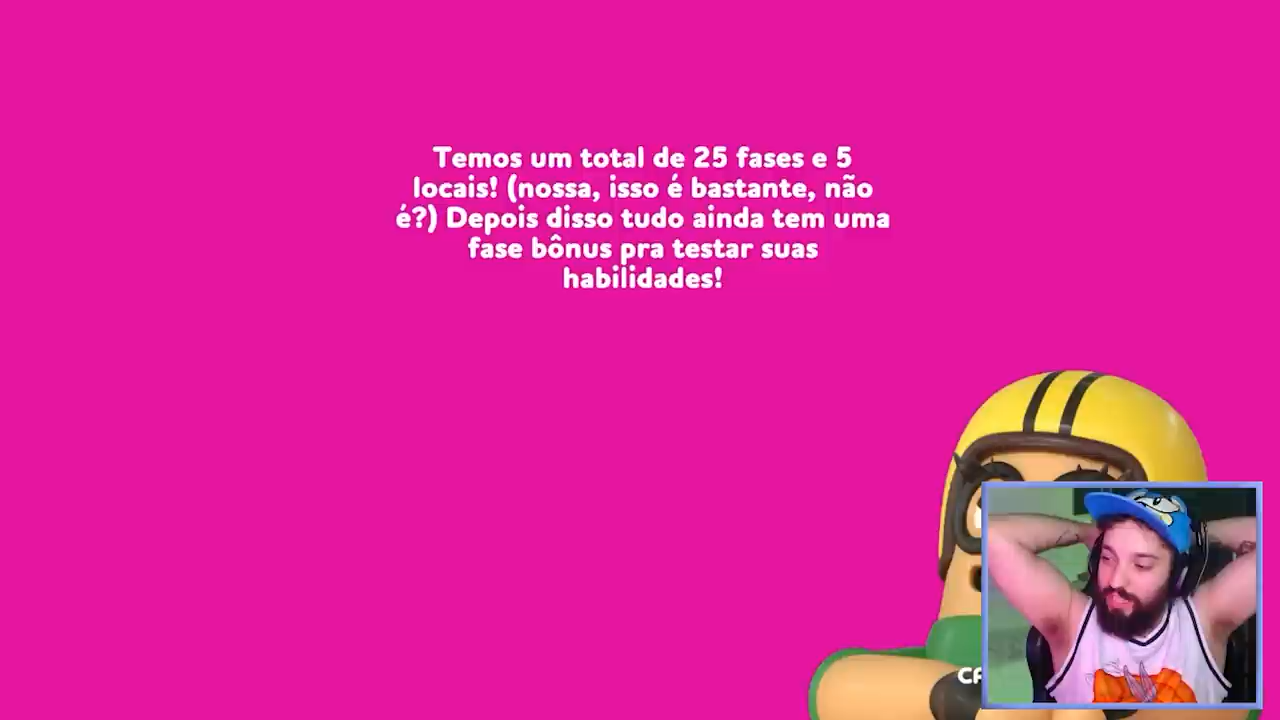 Temos um total de 25 fases e 5
locais! (nossa, isso é bastante, não
é?) Depois disso tudo ainda tem uma
fase bônus pra testar suas
habilidades!